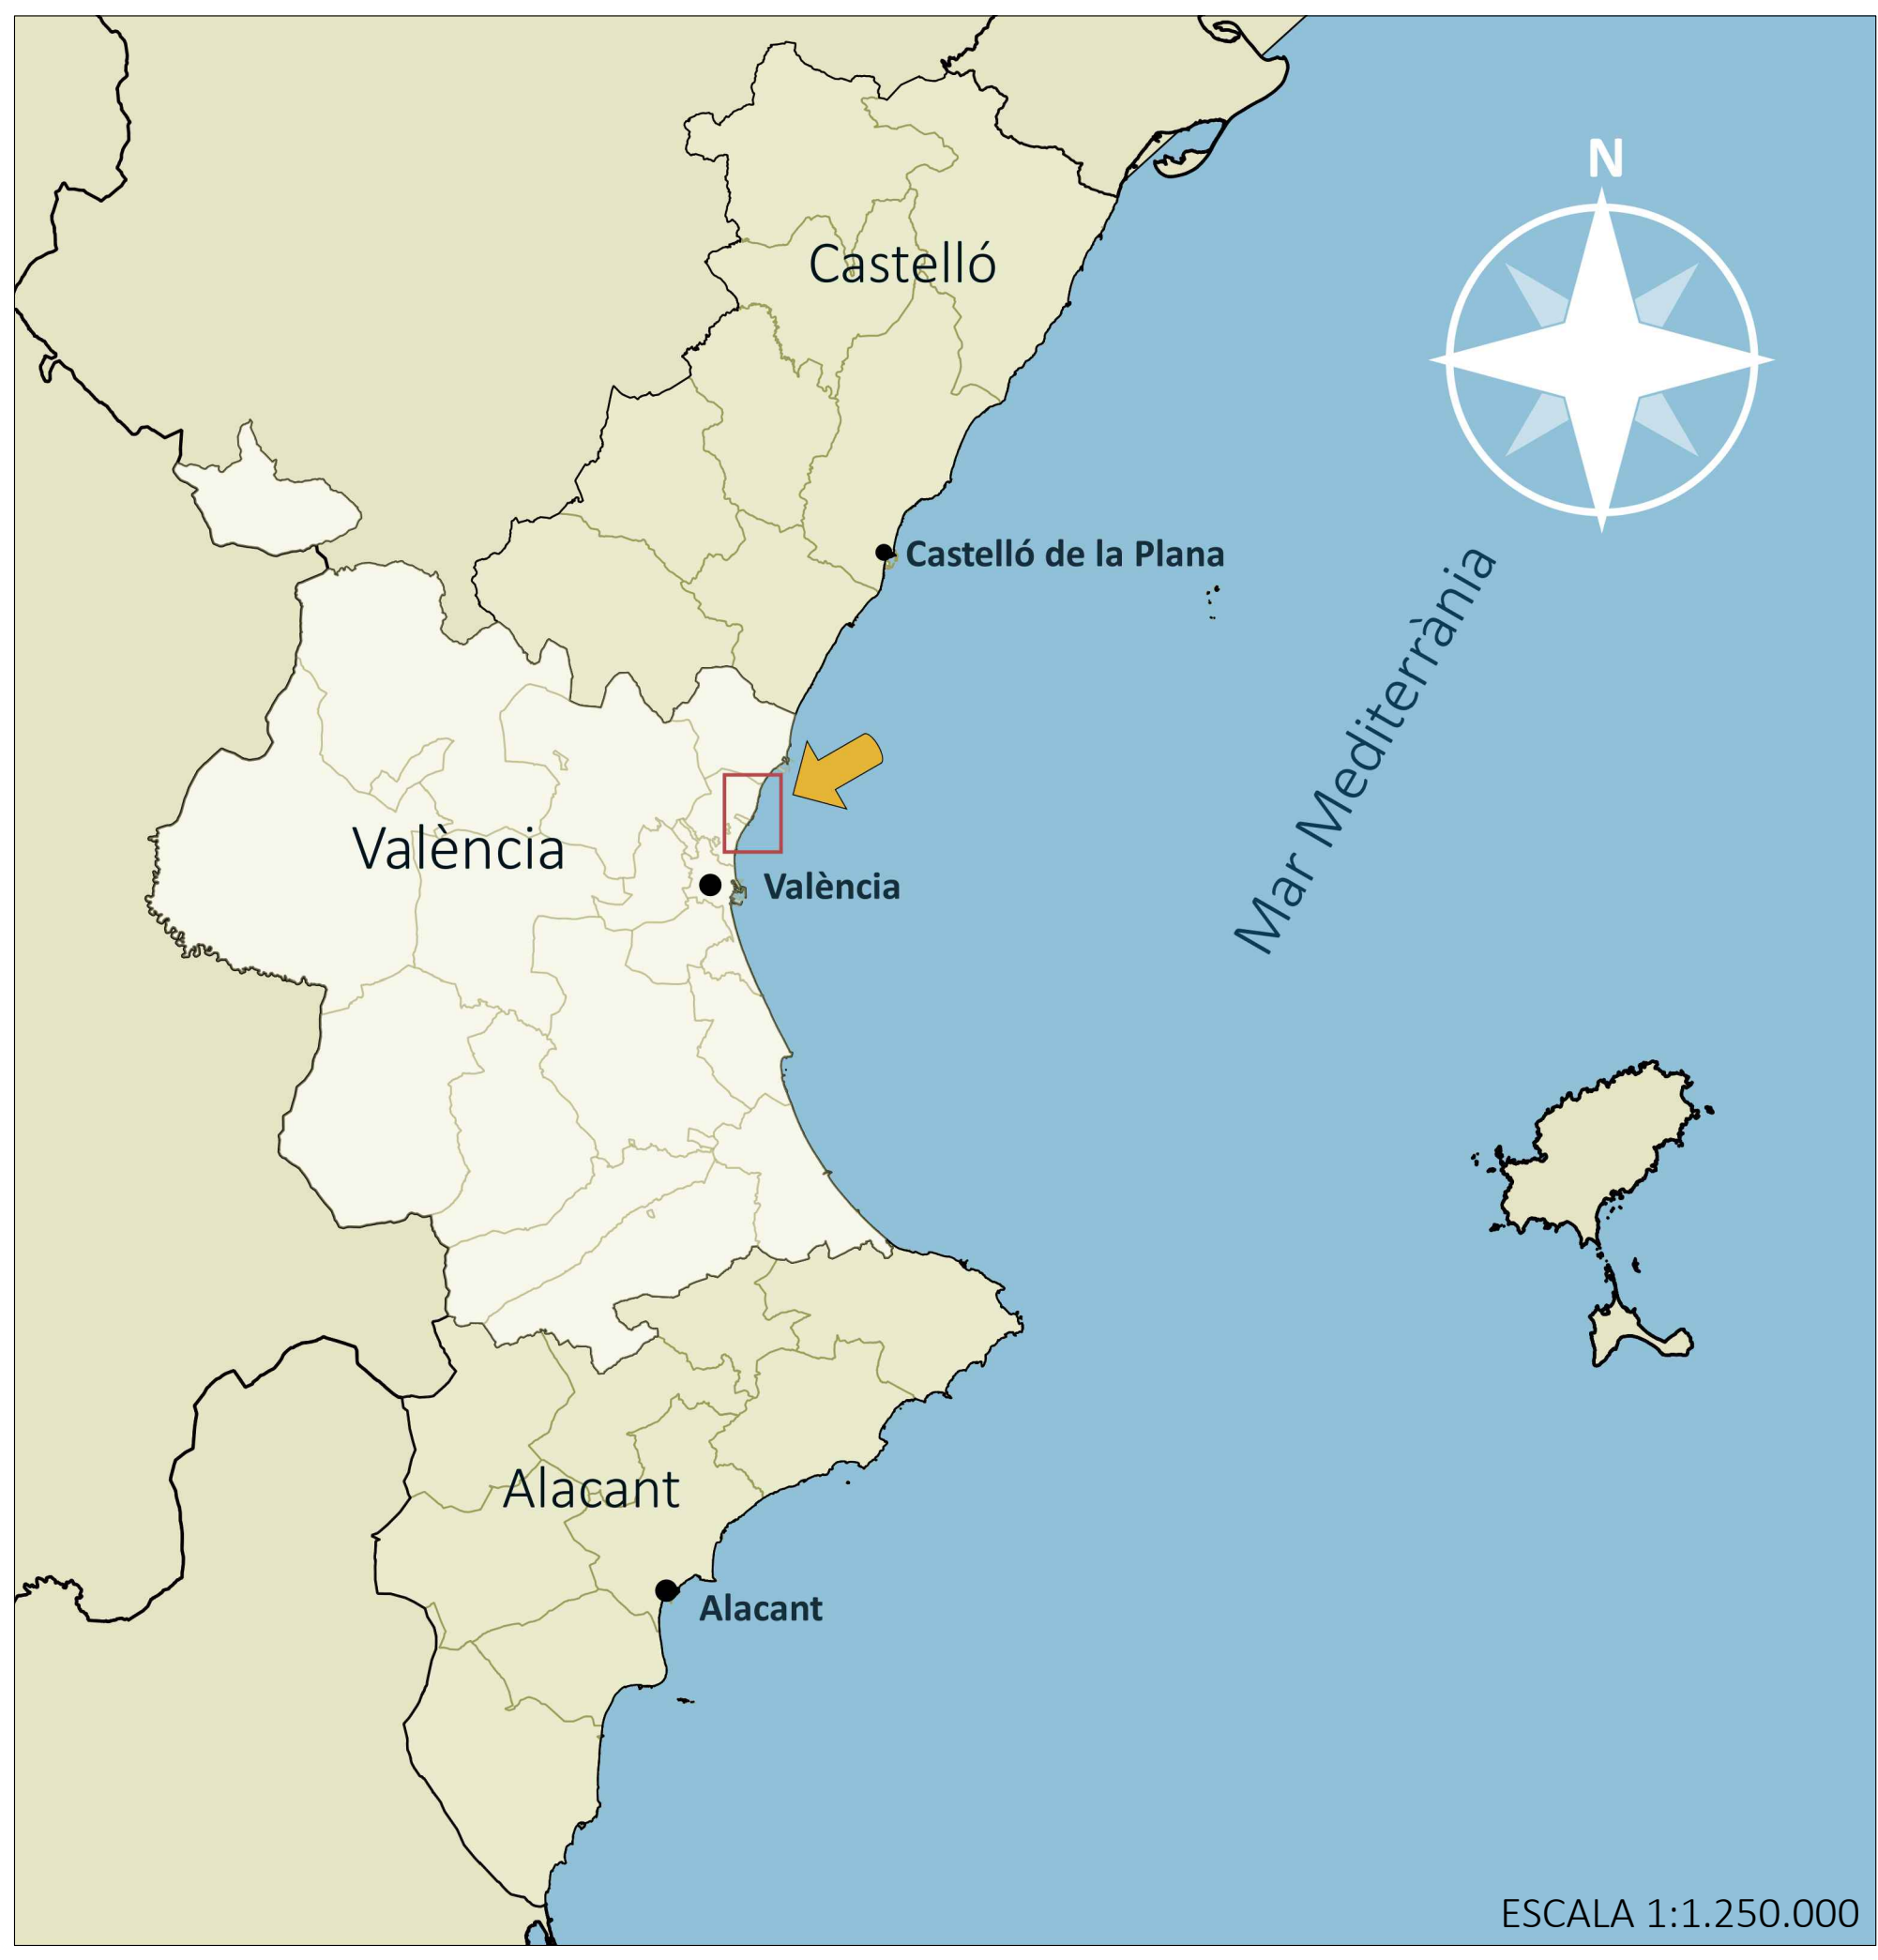 N
Castelló
Castelló de la Plana
Mar Mediterrània
València
València
Alacant
Alacant
ESCALA 1:1.250.000